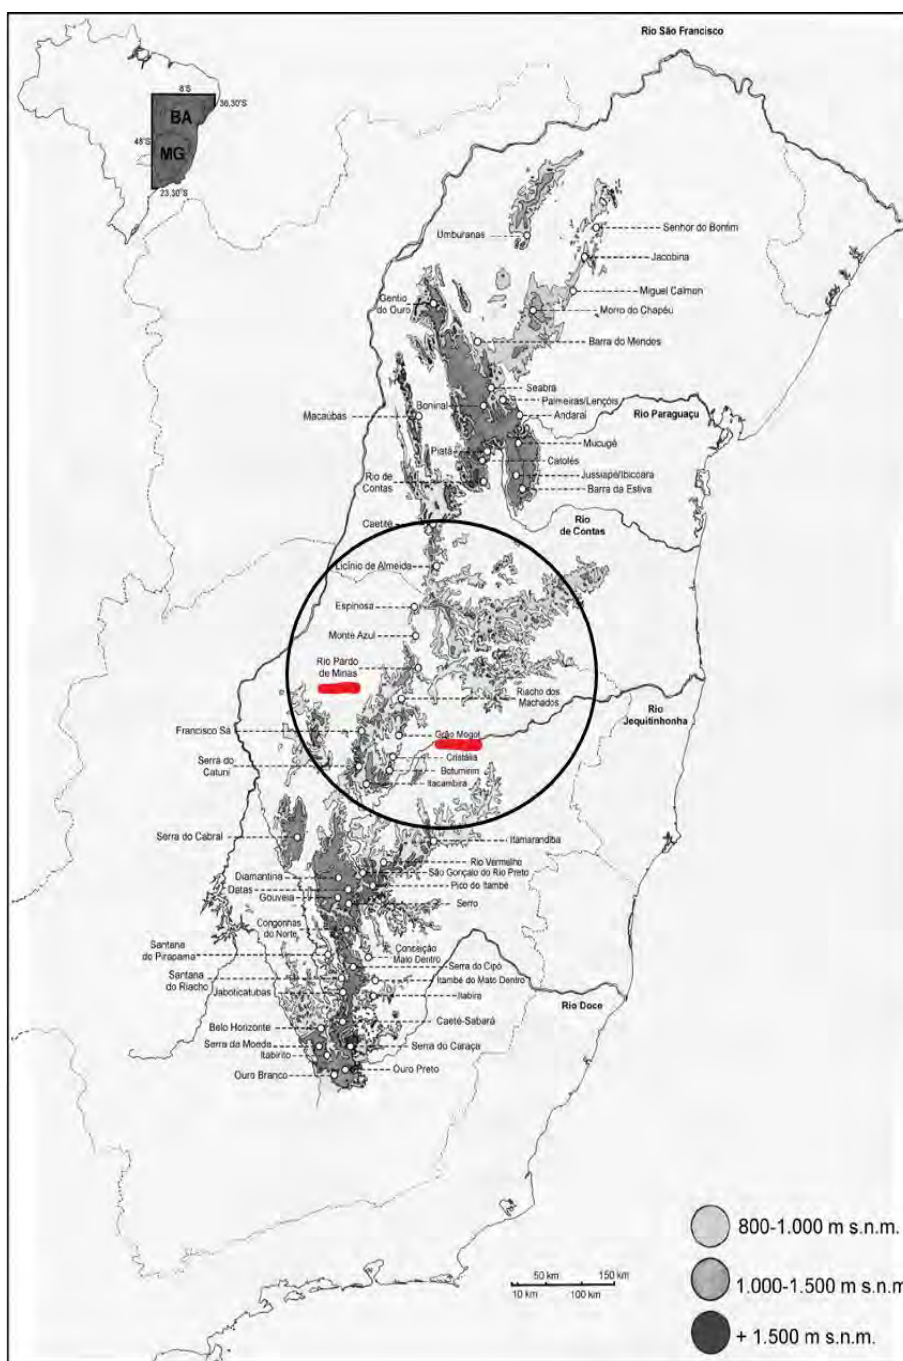 Rio São Francisco
8'S
36,30°S
BA
48°S
MG
23,30°S
Umburanas
Senhor do Bonfim
Jacobina
Miguel Calmon
Gentio
do Ouro
Morro do Chapéu
Barra do Mendes
Seabra
Palmeiras/Lençóis
Boninal
Andaraí
Rio Paraguaçu
Macaúbas
Mucugê
Piatã
Catolés
Rio de
Contas
Jussiape/Ibicoara
Barra da Estiva
Rio
de Contas
Caetité
Licínio de Almeida
Espinosa
Monte Azul
Rio Pardo
de Minas
Riacho dos
Machados
Rio
Jequitinhonha
Francisco Sá
Grão Mogol
Cristália
Serra do
Catuni
Botumirim
Itacambira
Serra do Cabral
Itamarandiba
Rio Vermelho
Diamantina
São Gonçalo do Rio Preto
Datas
Pico do Itambé
Gouveia
Serro
Congonhas
do Norte
Santana
do Pirapama
Conceição
Mato Dentro
Serra do Cipó
Santana
do Riacho
Itambé do Mato Dentro
Jaboticatubas
Itabira
Rio Doce
Belo Horizonte
Caeté-Sabará
Serra da Moeda
Serra do Caraça
Itabirito
Ouro Branco
Ouro Preto
800-1.000 m s.n.m.
50 km 150 km
10 km 100 km
1.000-1.500 m s.n.m
+ 1.500 m s.n.m.